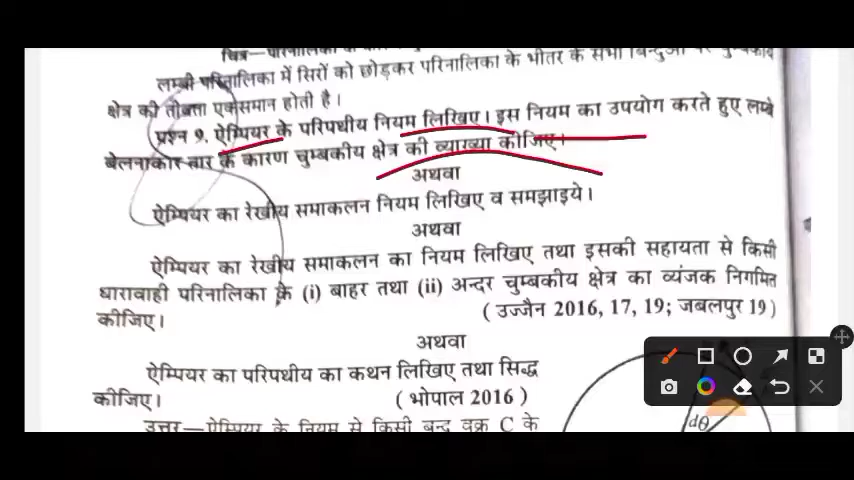 चित्र—परिनालिका के
लम्बी परिनालिका में सिरों को छोड़कर परिनालिका के भीतर के सभी बिन्दुओं पर चुम्बकीय
क्षेत्र की तीव्रता एकसमान होती है।
प्रश्न 9. ऐम्पियर के परिपथीय नियम लिखिए। इस नियम का उपयोग करते हुए लम्बे
बेलनाकार तार के कारण चुम्बकीय क्षेत्र की व्याख्या कीजिए।
अथवा
ऐम्पियर का रेखीय समाकलन नियम लिखिए व समझाइये।
अथवा
ऐम्पियर का रेखीय समाकलन का नियम लिखिए तथा इसकी सहायता से किसी
धारावाही परिनालिका के (i) बाहर तथा (ii) अन्दर चुम्बकीय क्षेत्र का व्यंजक निगमित
कीजिए। (उज्जैन 2016, 17, 19; जबलपुर 19)
अथवा
ऐम्पियर का परिपथीय का कथन लिखिए तथा सिद्ध
कीजिए। (भोपाल 2016)
उत्तर—ऐम्पियर के नियम से किसी बन्द वक्र C के
dθ